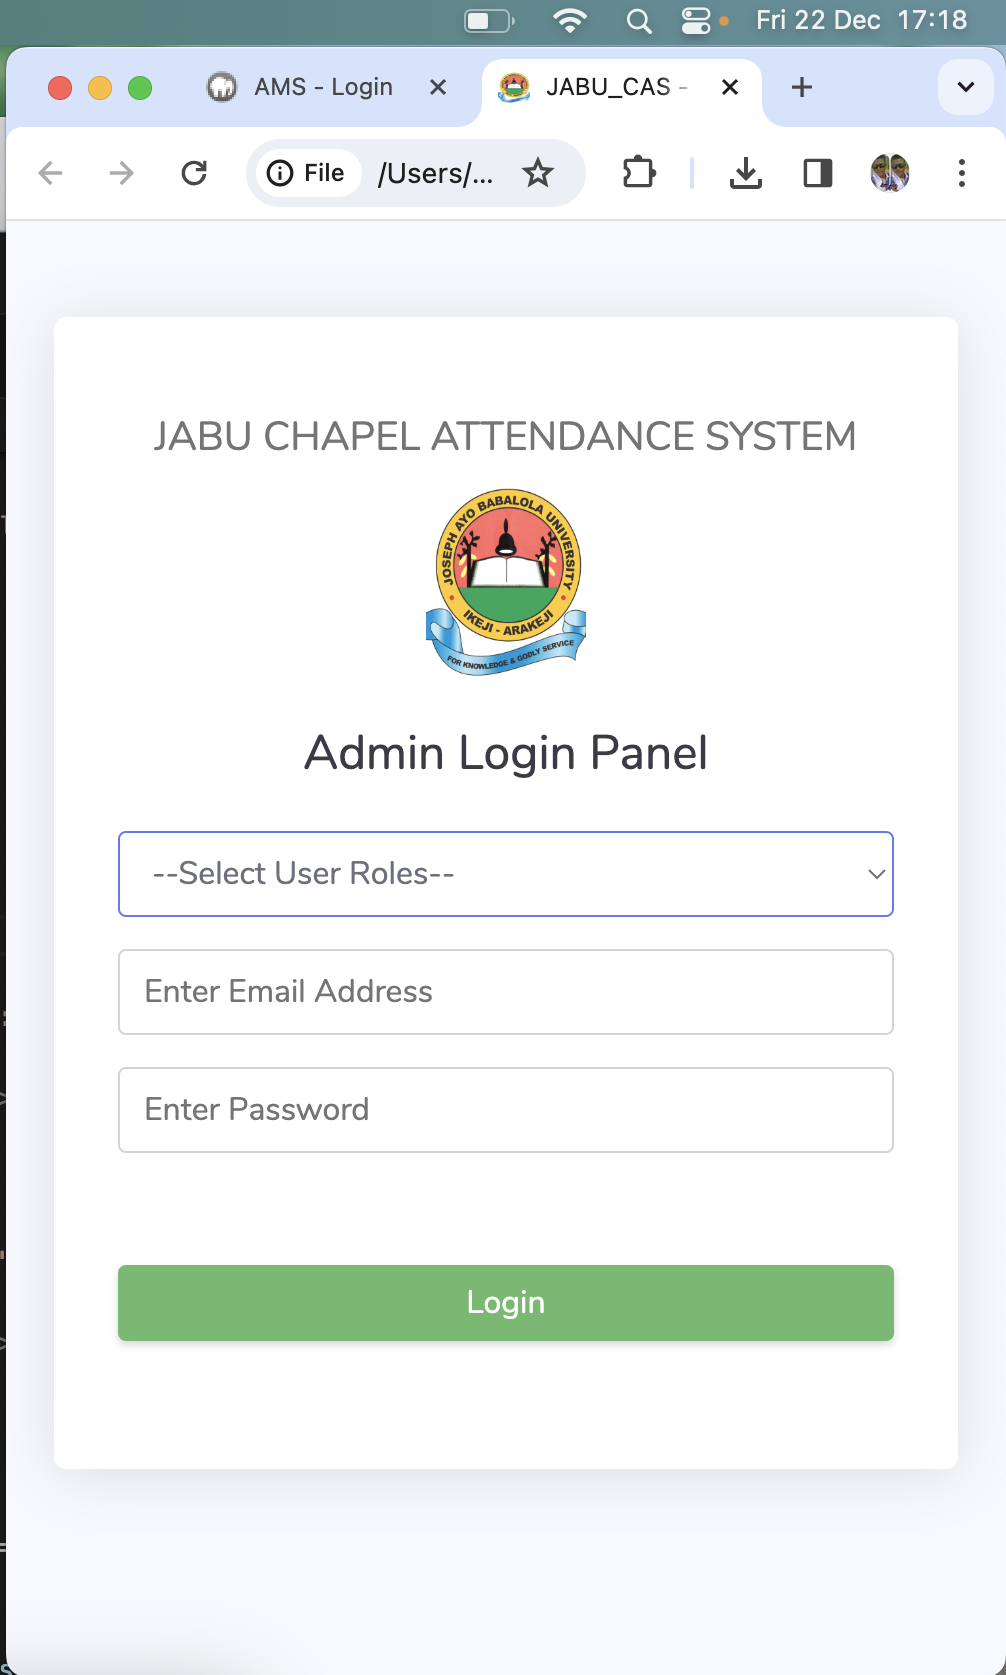 Fri 22 Dec 17:18
AMS - Login
JABU_CAS -
File /Users/...
JABU CHAPEL ATTENDANCE SYSTEM
JOSEPH AYO BABALOLA UNIVERSITY
IKEJI - ARAKEJI
FOR KNOWLEDGE & GODLY SERVICE
Admin Login Panel
--Select User Roles--
Enter Email Address
Enter Password
Login